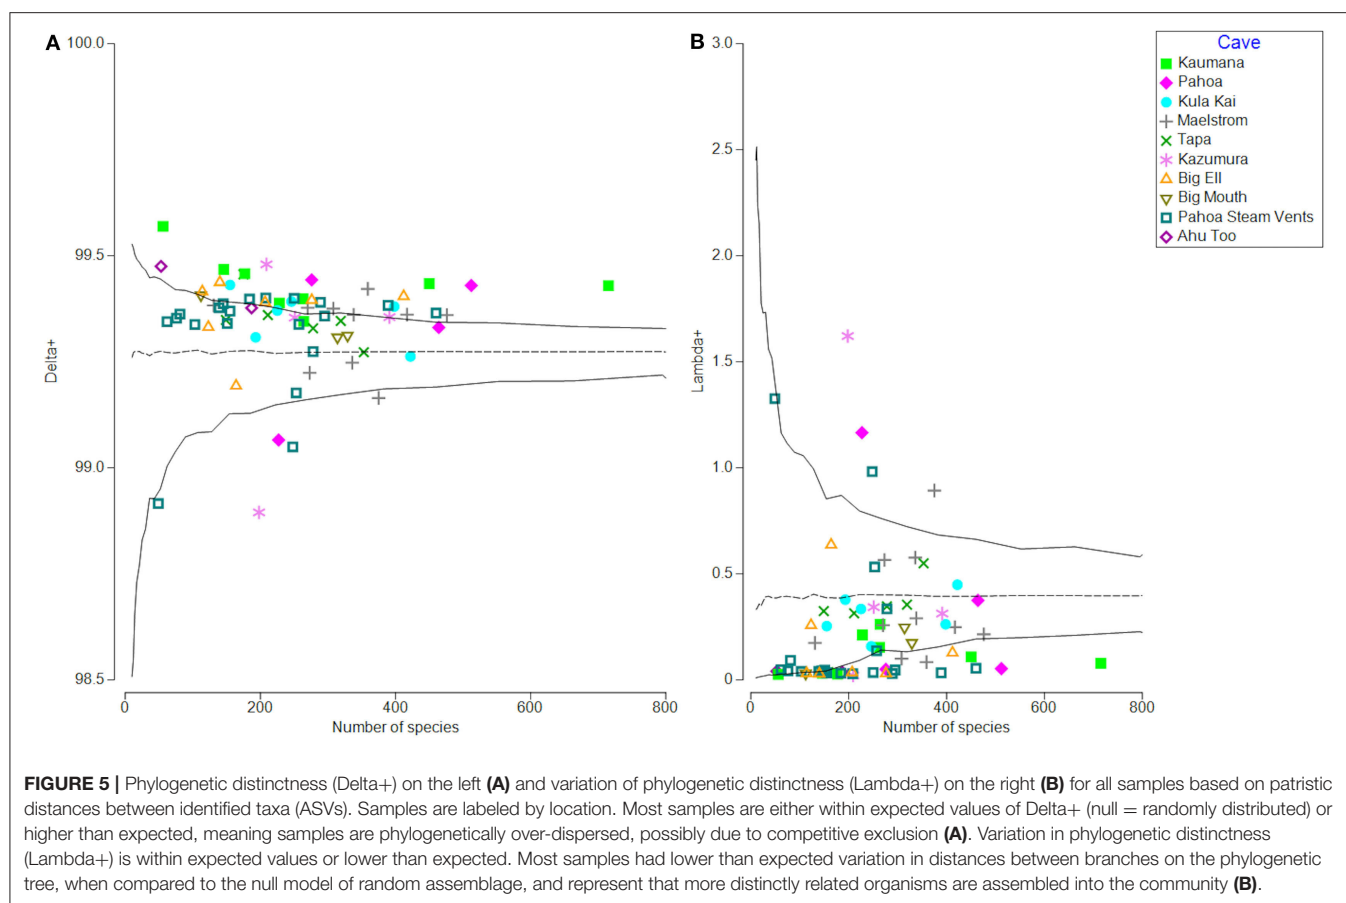 A
100.0
99.5
99.0
98.5
Delta+
0
200
400
600
800
Number of species
B
3.0
2.5
2.0
1.5
1.0
0.5
0
Lambda+
0
200
400
600
800
Number of species
Cave
Kaumana
Pahoa
Kula Kai
Maelstrom
Tapa
Kazumura
Big Ell
Big Mouth
Pahoa Steam Vents
Ahu Too
FIGURE 5 | Phylogenetic distinctness (Delta+) on the left (A) and variation of phylogenetic distinctness (Lambda+) on the right (B) for all samples based on patristic
distances between identified taxa (ASVs). Samples are labeled by location. Most samples are either within expected values of Delta+ (null = randomly distributed) or
higher than expected, meaning samples are phylogenetically over-dispersed, possibly due to competitive exclusion (A). Variation in phylogenetic distinctness
(Lambda+) is within expected values or lower than expected. Most samples had lower than expected variation in distances between branches on the phylogenetic
tree, when compared to the null model of random assemblage, and represent that more distinctly related organisms are assembled into the community (B).